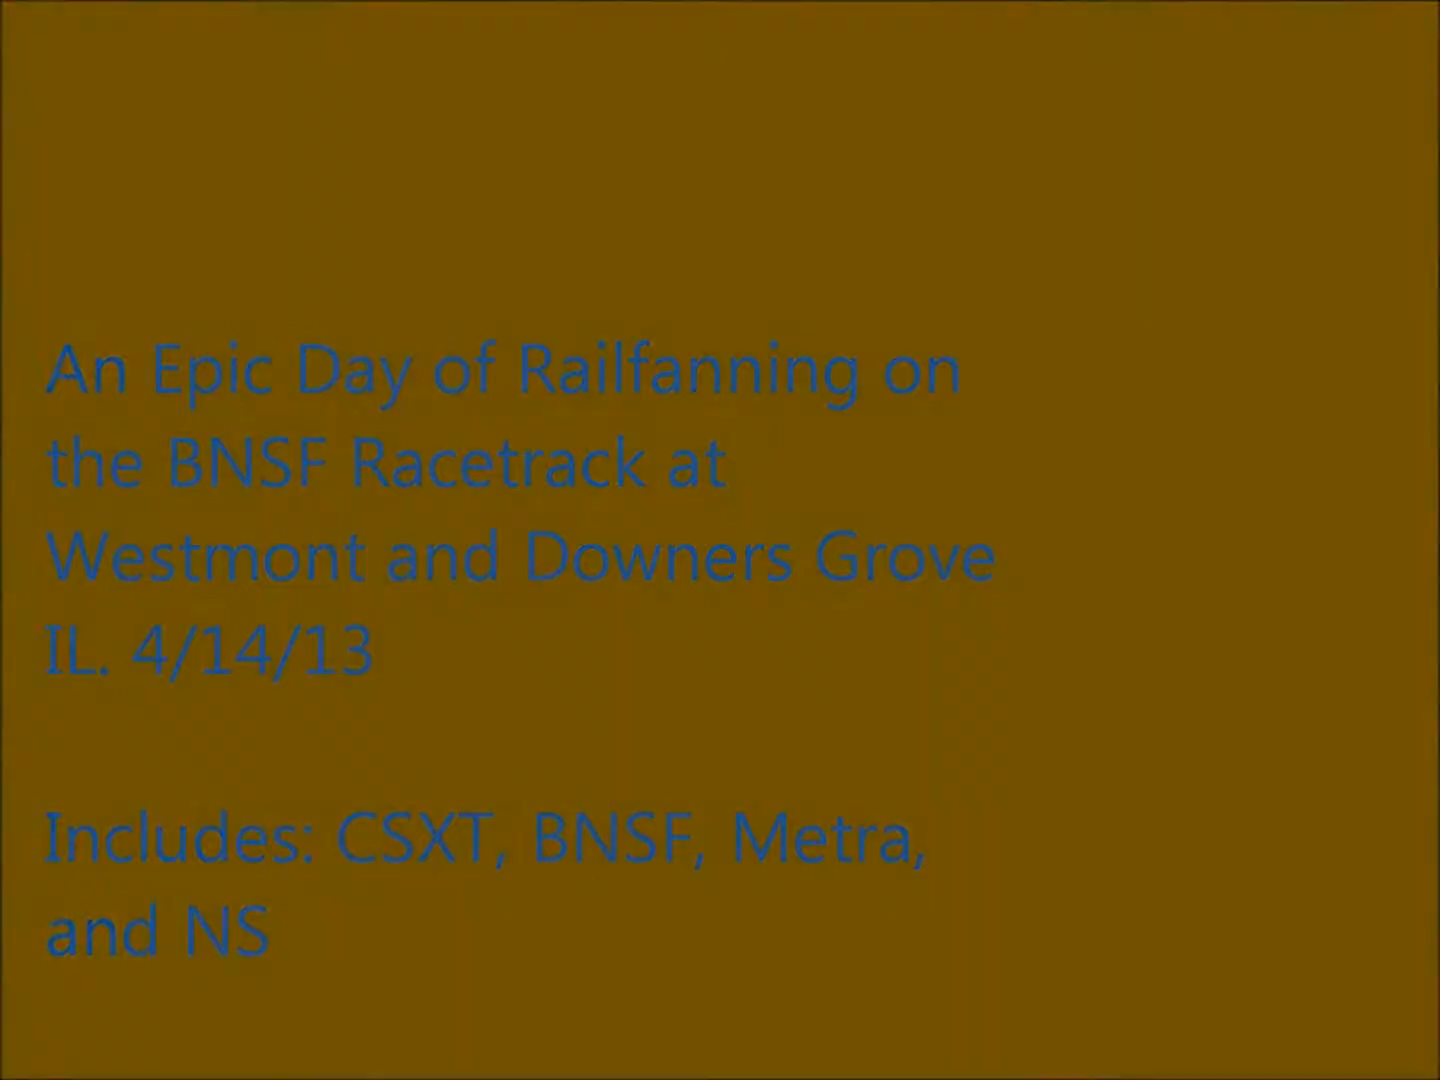 An Epic Day of Railfanning on
the BNSF Racetrack at
Westmont and Downers Grove
IL. 4/14/13
Includes: CSXT, BNSF, Metra,
and NS